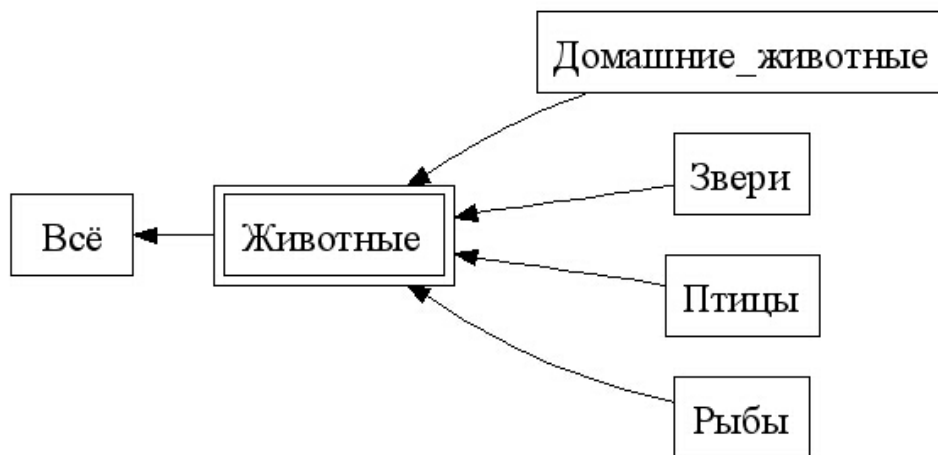 Домашние_животные
Звери
Всё
Животные
Птицы
Рыбы